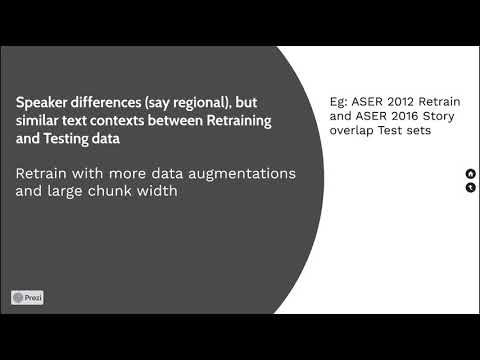 Speaker differences (say regional), but
similar text contexts between Retraining
and Testing data
Retrain with more data augmentations
and large chunk width
Eg: ASER 2012 Retrain
and ASER 2016 Story
overlap Test sets
Prezi